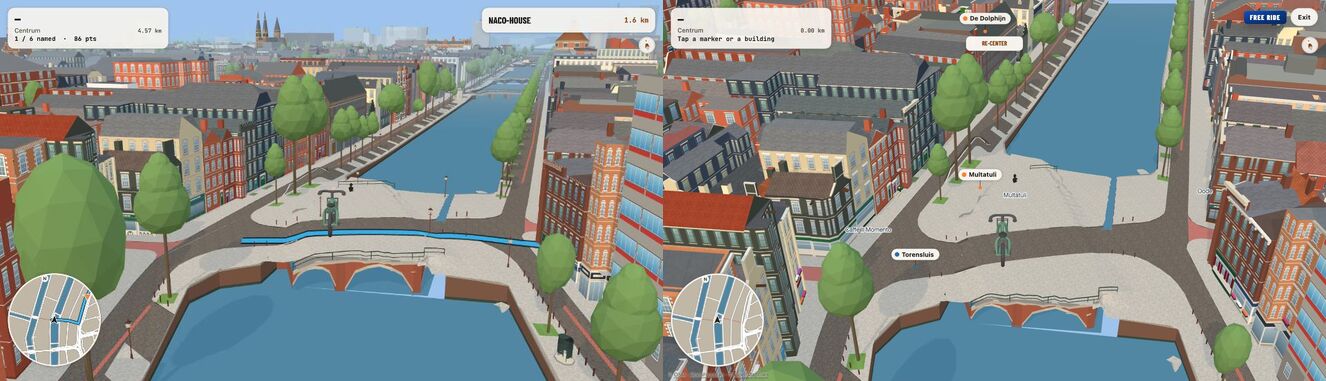 Centrum
4.57 km
1 / 6 named · 86 pts
NACO-HOUSE
1.6 km
N
Centrum
0.00 km
Tap a marker or a building
De Dolphijn
RE-CENTER
FREE RIDE
Exit
Multatuli
Multatuli
Torensluis
N